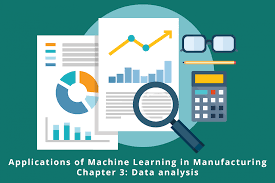 Applications of Machine Learning in Manufacturing
Chapter 3: Data analysis